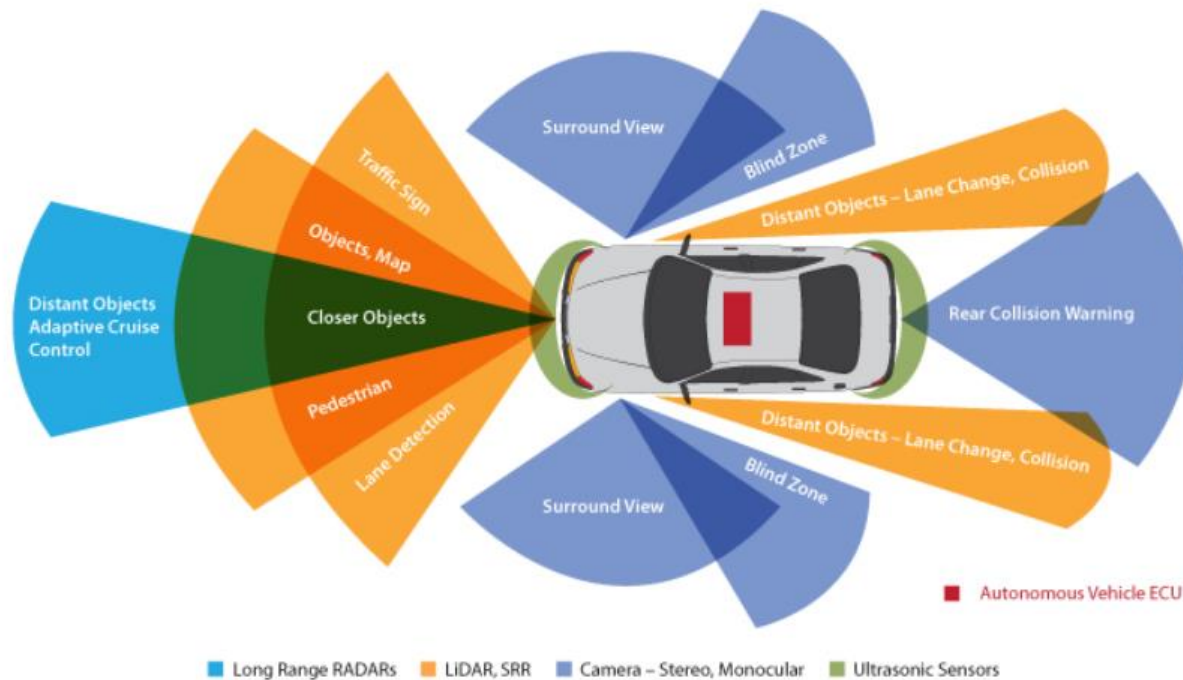 Surround View
Blind Zone
Traffic Sign
Distant Objects – Lane Change, Collision
Objects, Map
Distant Objects
Adaptive Cruise
Control
Closer Objects
Rear Collision Warning
Pedestrian
Lane Detection
Distant Objects – Lane Change, Collision
Blind Zone
Surround View
Autonomous Vehicle ECU
Long Range RADARs
LiDAR, SRR
Camera – Stereo, Monocular
Ultrasonic Sensors